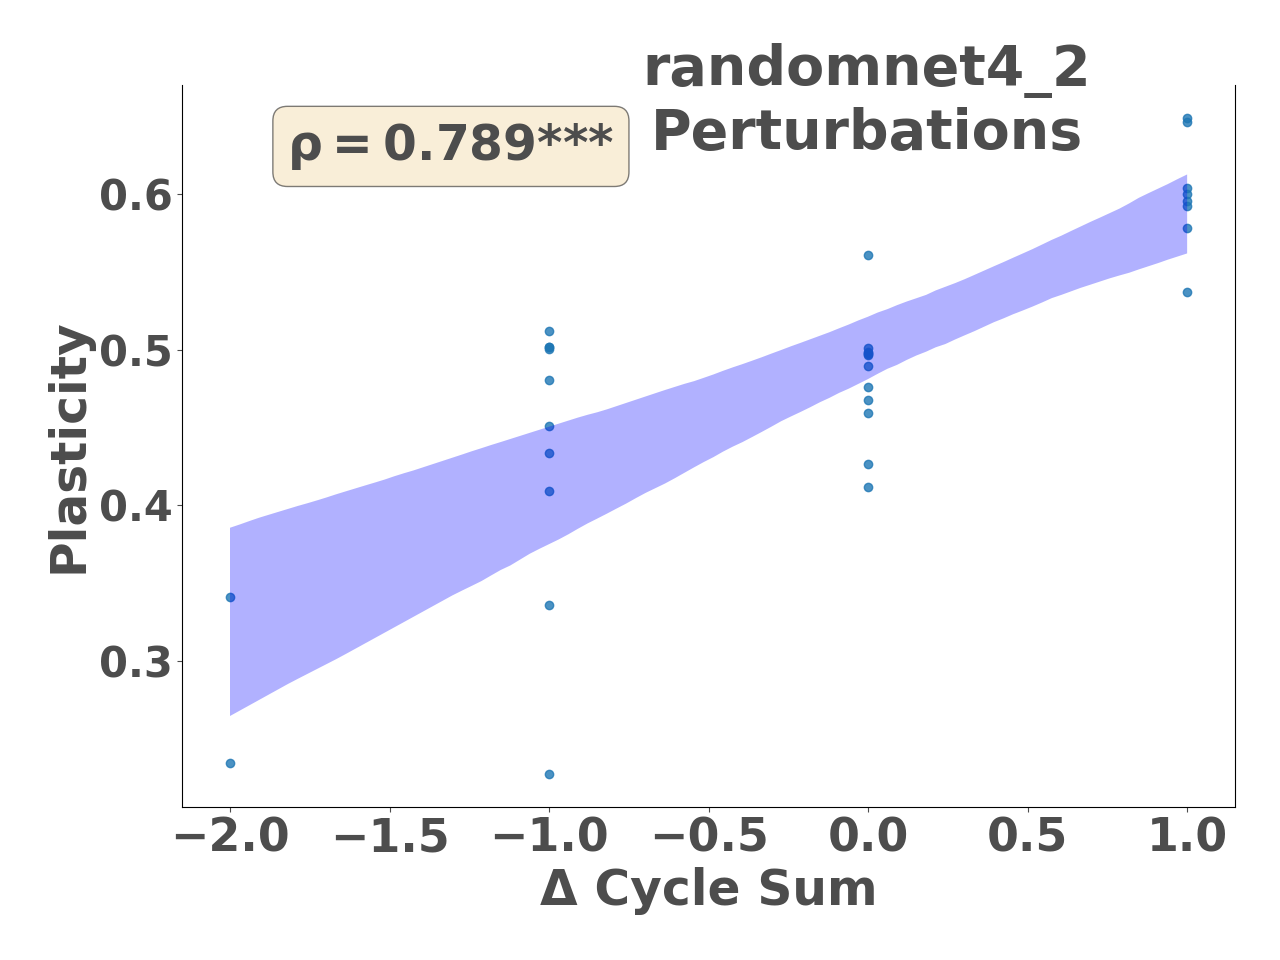 randomnet4_2
Perturbations
ρ = 0.789***
Plasticity
0.6
0.5
0.4
0.3
−2.0 −1.5 −1.0 −0.5 0.0 0.5 1.0
Δ Cycle Sum